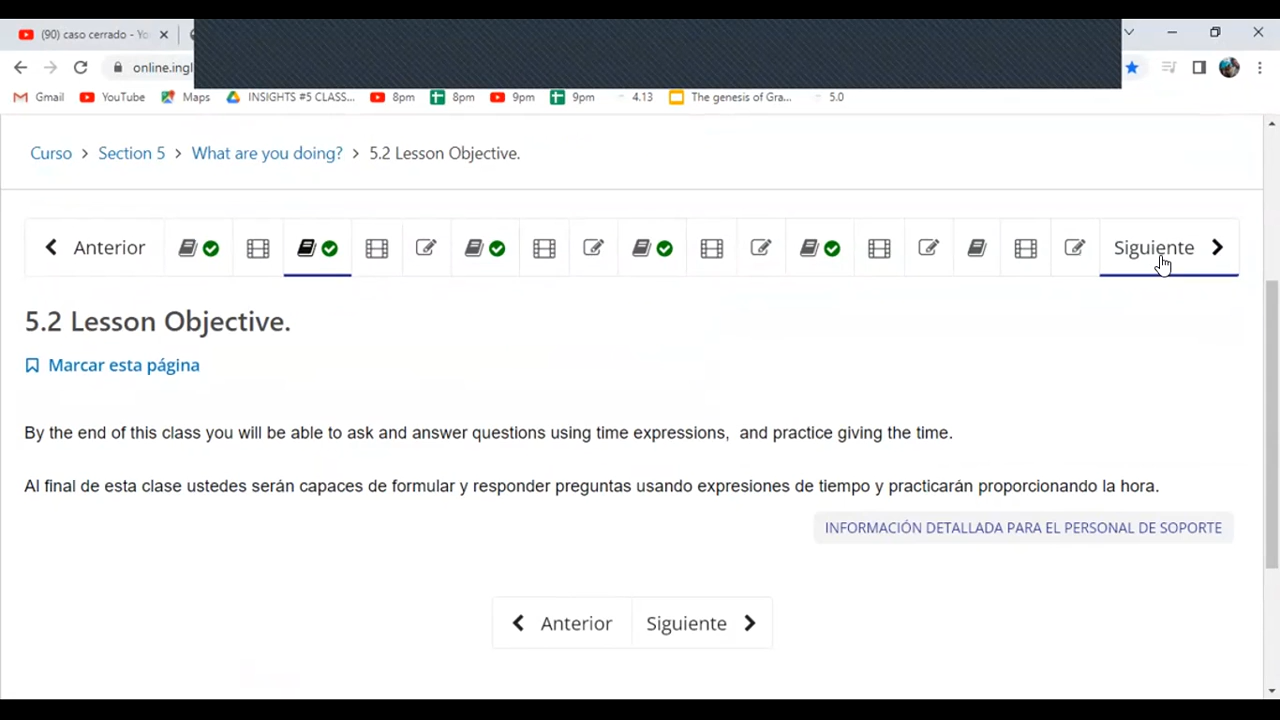 (90) caso cerrado - Yo
online.ingl
Gmail YouTube Maps INSIGHTS #5 CLASS... 8pm 8pm 9pm 9pm 4.13 The genesis of Gra... 5.0
Curso > Section 5 > What are you doing? > 5.2 Lesson Objective.
Anterior Siguiente
5.2 Lesson Objective.
Marcar esta página
By the end of this class you will be able to ask and answer questions using time expressions, and practice giving the time.
Al final de esta clase ustedes serán capaces de formular y responder preguntas usando expresiones de tiempo y practicarán proporcionando la hora.
INFORMACIÓN DETALLADA PARA EL PERSONAL DE SOPORTE
Anterior Siguiente